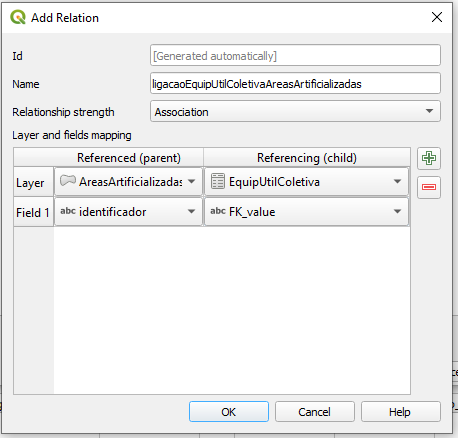 Add Relation
Id [Generated automatically]
Name ligacaoEquipUtilColetivaAreasArtificializadas
Relationship strength Association
Layer and fields mapping
Referenced (parent) Referencing (child)
Layer AreasArtificializadas EquipUtilColetiva
Field 1 abc identificador abc FK_value
OK Cancel Help